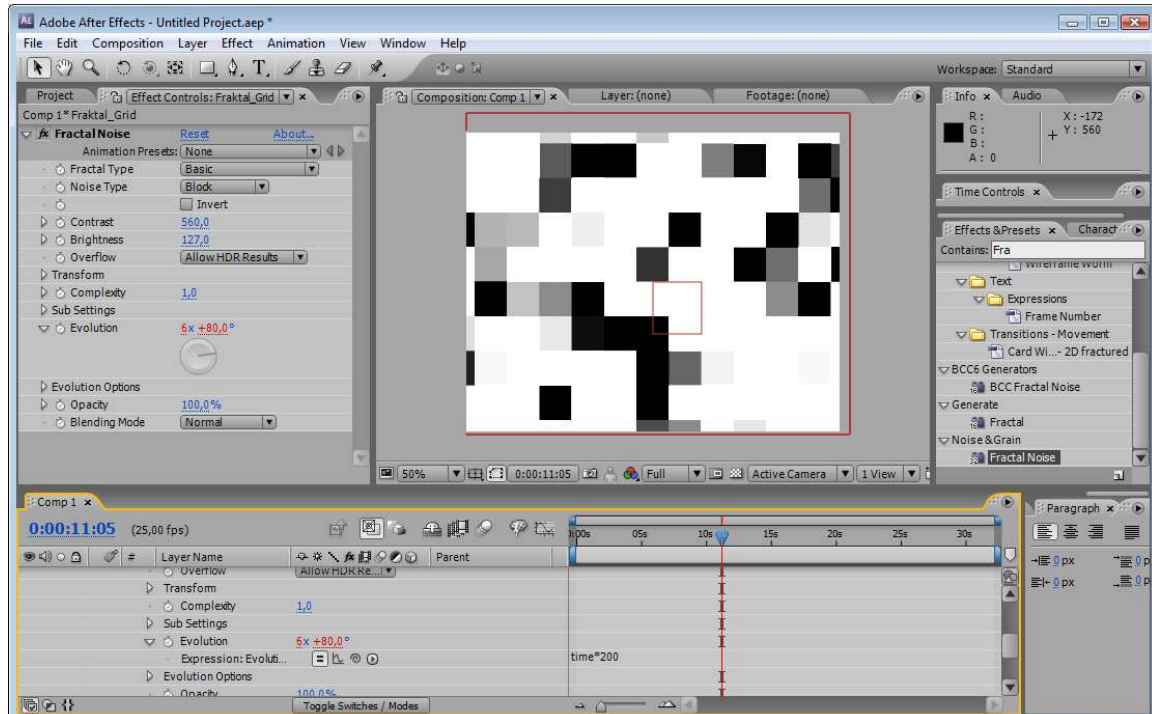 Adobe After Effects - Untitled Project.aep *
File Edit Composition Layer Effect Animation View Window Help
Workspace: Standard
Project Effect Controls: Fraktal_Grid
Comp 1*Fraktal_Grid
Fractal Noise Reset About...
Animation Presets: None
Fractal Type Basic
Noise Type Block
Invert
Contrast 560,0
Brightness 127,0
Overflow Allow HDR Results
Transform
Complexity 1,0
Sub Settings
Evolution 6x +80,0°
Evolution Options
Opacity 100,0%
Blending Mode Normal
Composition: Comp 1 Layer: (none) Footage: (none)
50% 0:00:11:05 Full Active Camera 1 View
Info Audio
R: X: -172
G: + Y: 560
B:
A: 0
Time Controls
Effects & Presets Charact
Contains: Fra
Wireframe Worm
Text
Expressions
Frame Number
Transitions - Movement
Card Wi...- 2D fractured
BCC6 Generators
BCC Fractal Noise
Generate
Fractal
Noise & Grain
Fractal Noise
Comp 1
0:00:11:05 (25,00 fps)
# Layer Name Parent
):00s 05s 10s 15s 20s 25s 30s
Overflow Allow HDR Re...
Transform
Complexity 1,0
Sub Settings
Evolution 6x +80,0°
Expression: Evoluti... time*200
Evolution Options
Opacity 100,0%
Toggle Switches / Modes
Paragraph
0 px 0 p
0 px 0 p